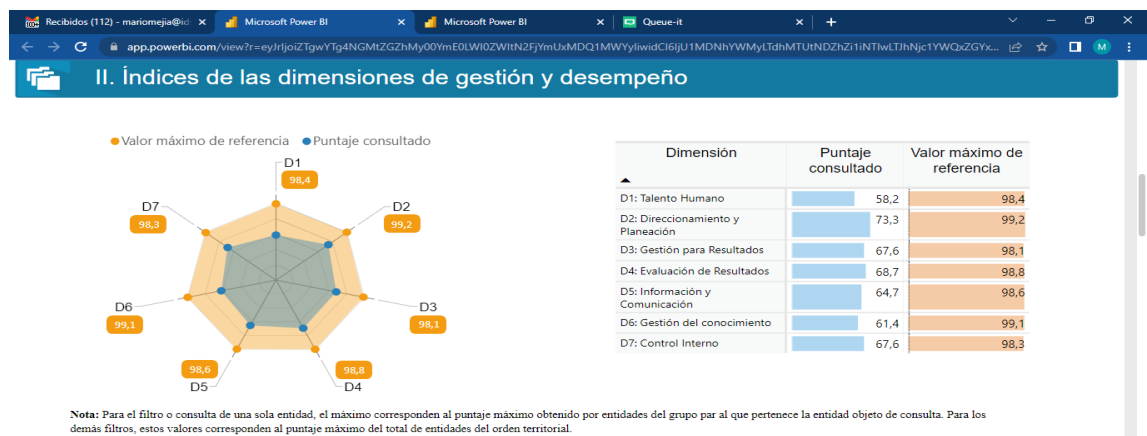 Recibidos (112) - mariomejia@id
Microsoft Power BI
Microsoft Power BI
Queue-it
app.powerbi.com/view?r=eyJrIjoiZTgwYTg4NGMtZGZhMy00YmE0LWI0ZWItN2FjYmUxMDQ1MWYyIiwidCI6IjU1MDNhYWMyLTdhMTUtNDZhZi1iNTIwLTJhNjc1YWQxZGYx...
M
II. Índices de las dimensiones de gestión y desempeño
Valor máximo de referencia Puntaje consultado
D1
98,4
D2
99,2
D3
98,1
D4
98,8
D5
98,6
D6
99,1
D7
98,3
Dimensión Puntaje consultado Valor máximo de referencia
D1: Talento Humano 58,2 98,4
D2: Direccionamiento y
Planeación 73,3 99,2
D3: Gestión para Resultados 67,6 98,1
D4: Evaluación de Resultados 68,7 98,8
D5: Información y
Comunicación 64,7 98,6
D6: Gestión del conocimiento 61,4 99,1
D7: Control Interno 67,6 98,3
Nota: Para el filtro o consulta de una sola entidad, el máximo corresponden al puntaje máximo obtenido por entidades del grupo par al que pertenece la entidad objeto de consulta. Para los
demás filtros, estos valores corresponden al puntaje máximo del total de entidades del orden territorial.